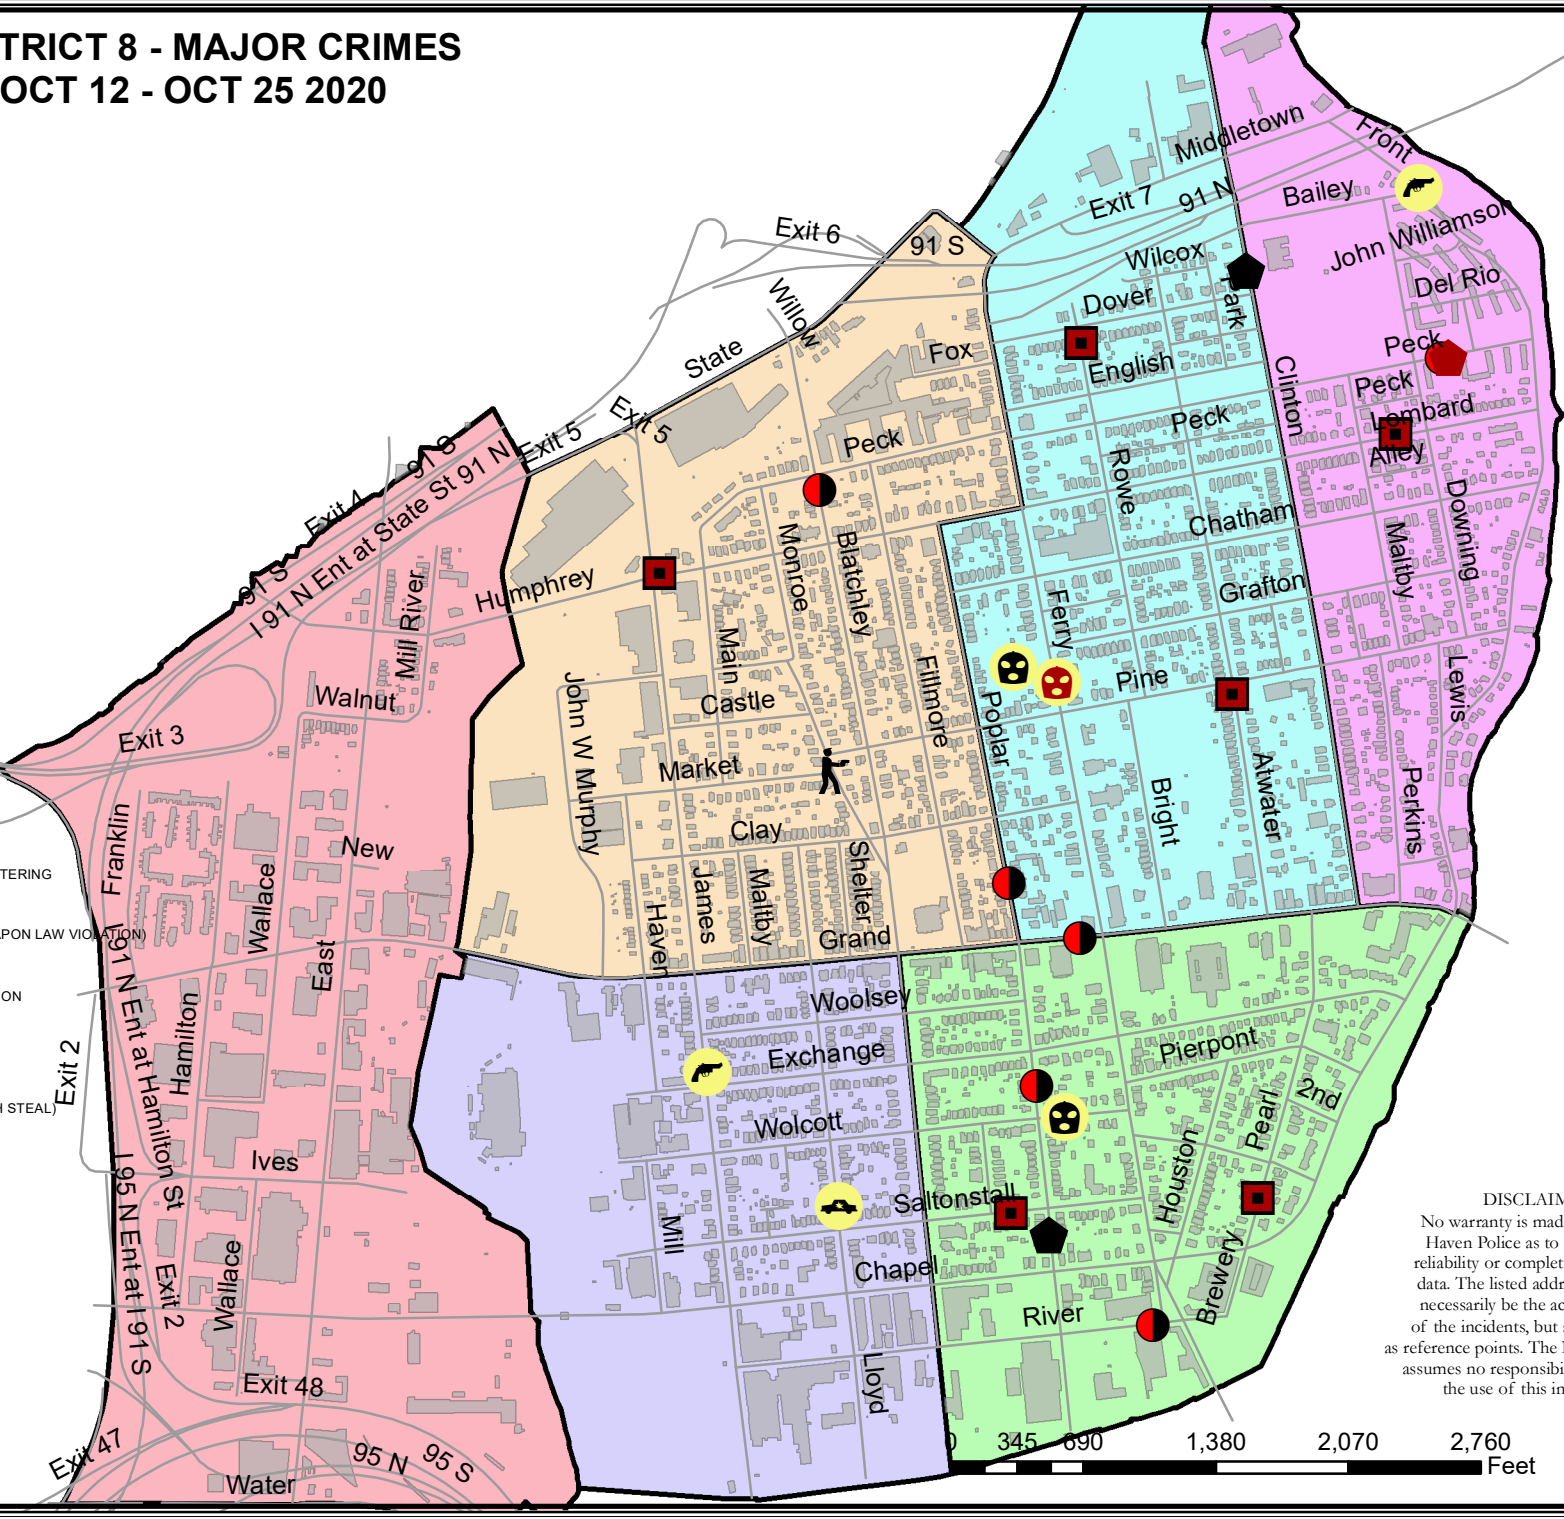 TRICT 8 - MAJOR CRIMES
OCT 12 - OCT 25 2020
Middletown
Front
Exit 7
91 N
Bailey
Exit 6
91 S
Wilcox
John Williamson
Dover
Park
Del Rio
Willow
State
Fox
English
Peck
Peck
Clinton
Lombard
Alley
Exit 5
Exit 5
Peck
Peck
91 S
91 N
Exit 4
I 91 N Ent at State St
91 S
Rowe
Chatham
Downing
Maltby
Monroe
Blatchley
Humphrey
Mill River
Grafton
Ferry
Main
Fillmore
Pine
Lewis
Walnut
Castle
John W Murphy
Poplar
Exit 3
Market
Bright
Atwater
Perkins
Franklin
New
Clay
Shelter
TERING
Wallace
James
Maltby
Haven
Grand
APON LAW VIOLATION)
East
ON
I 91 N Ent at Hamilton St
Hamilton
Woolsey
Exit 2
Exchange
Pierpont
2nd
H STEAL)
Wolcott
Pearl
Houston
Ives
Saltonstall
Mill
Chapel
Brewery
River
I 95 N Ent at I 91 S
Exit 2
Wallace
Lloyd
Exit 48
Exit 47
95 N
95 S
Water
DISCLAIM
No warranty is mad
Haven Police as to
reliability or complet
data. The listed addr
necessarily be the ac
of the incidents, but
as reference points. The
assumes no responsibi
the use of this in
0 345 690 1,380 2,070 2,760
Feet